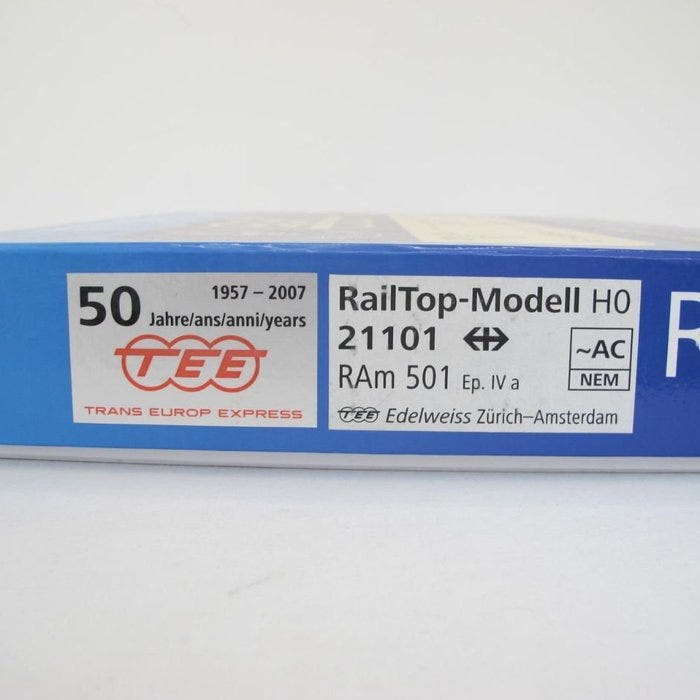 50 1957 – 2007
Jahre/ans/anni/years
TEE
TRANS EUROP EXPRESS
RailTop-Modell H0
21101
RAm 501 Ep. IV a
~AC
NEM
TEE Edelweiss Zürich–Amsterdam
R